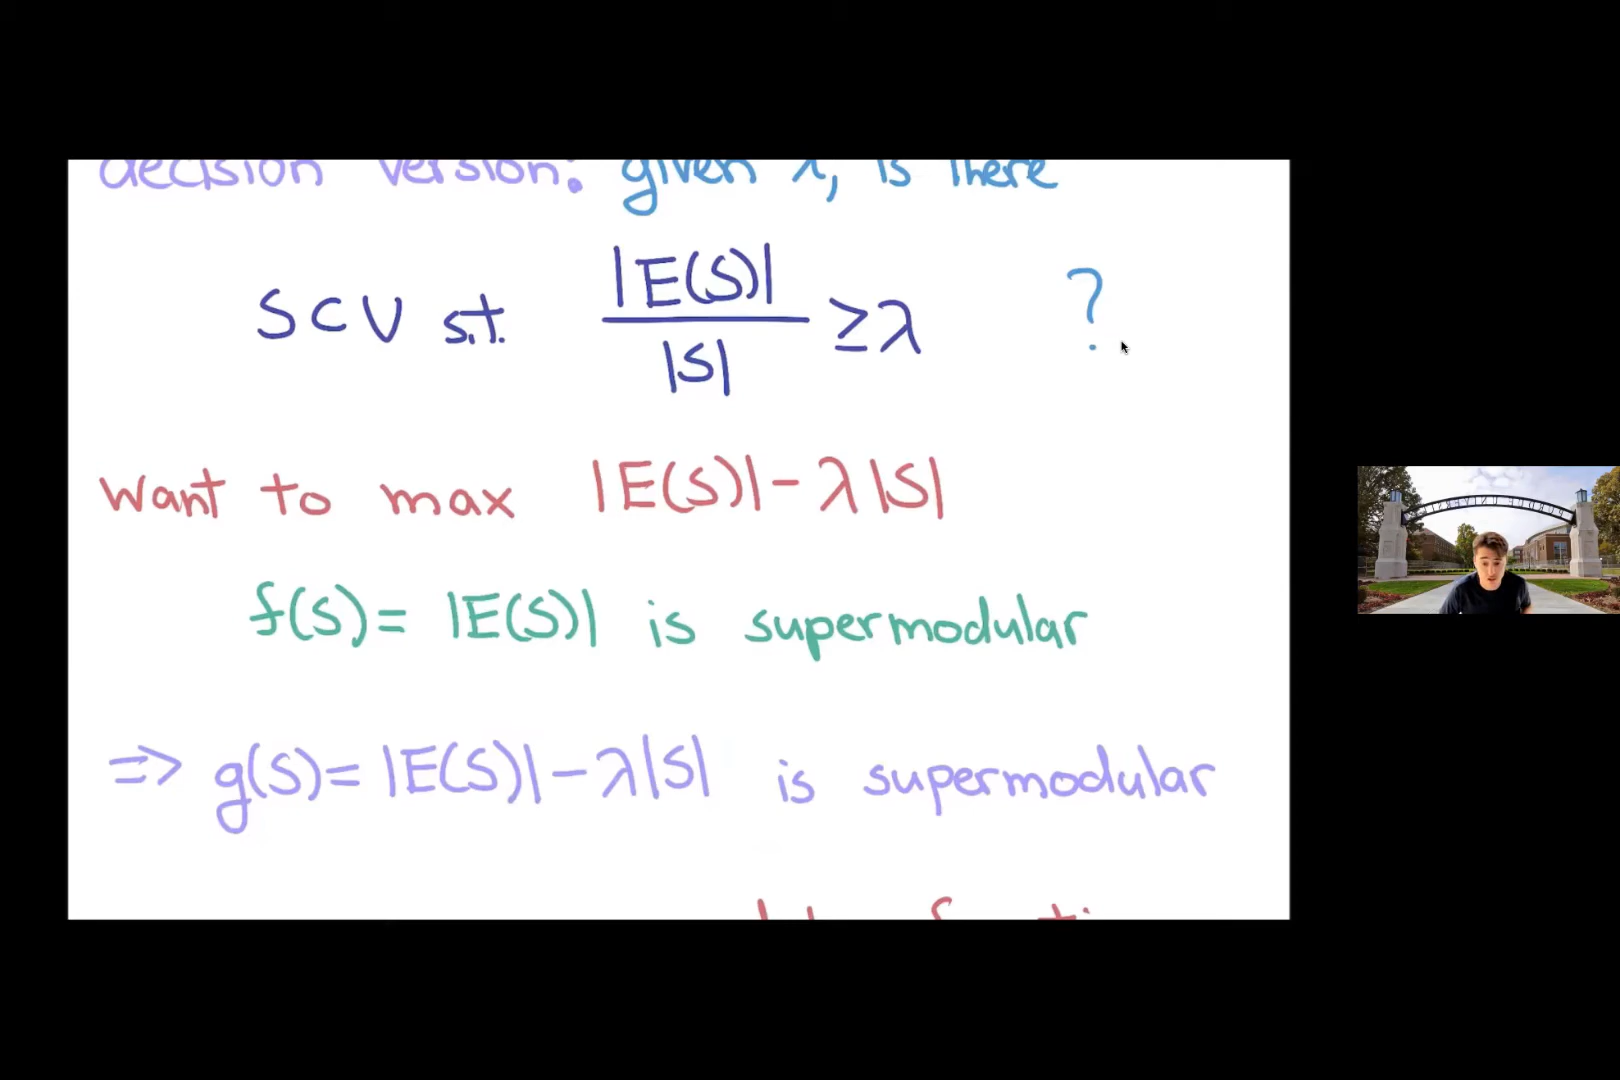 decision version: given λ, is there
S ⊂ V s.t. |E(S)| / |S| ≥ λ ?
want to max |E(S)| - λ|S|
f(S) = |E(S)| is supermodular
=> g(S) = |E(S)| - λ|S| is supermodular